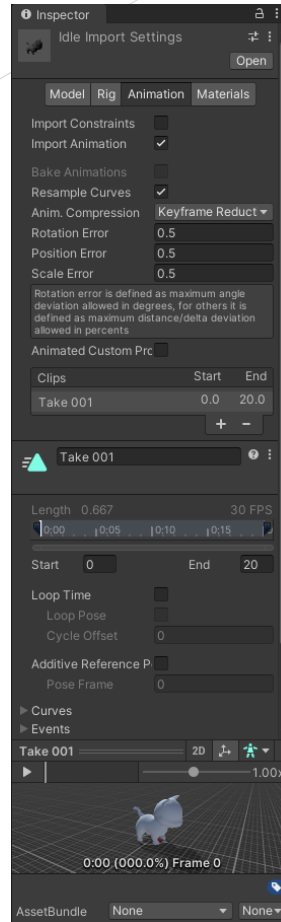 Inspector
Idle Import Settings
Open
Model Rig Animation Materials
Import Constraints
Import Animation
Bake Animations
Resample Curves
Anim. Compression Keyframe Reduct
Rotation Error 0.5
Position Error 0.5
Scale Error 0.5
Rotation error is defined as maximum angle
deviation allowed in degrees, for others it is
defined as maximum distance/delta deviation
allowed in percents
Animated Custom Prc
Clips Start End
Take 001 0.0 20.0
+ −
Take 001
Length 0.667 30 FPS
0:00 0:05 0:10 0:15
Start 0 End 20
Loop Time
Loop Pose
Cycle Offset 0
Additive Reference P
Pose Frame 0
Curves
Events
Take 001 2D
1.00x
0:00 (000.0%) Frame 0
AssetBundle None None